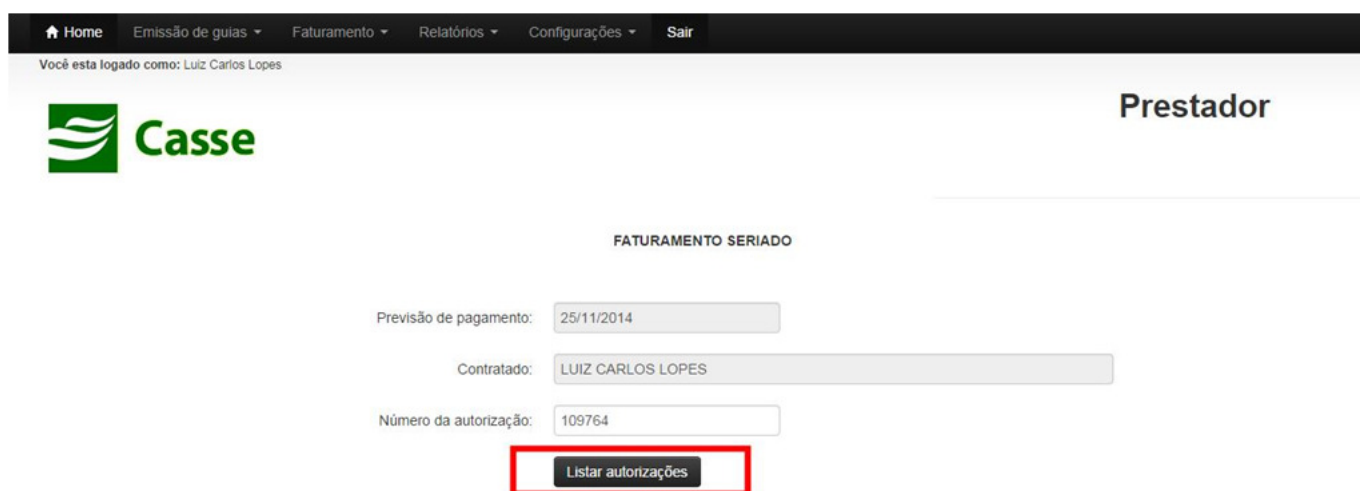 Home Emissão de guias Faturamento Relatórios Configurações Sair
Você esta logado como: Luiz Carlos Lopes
Prestador
Casse
FATURAMENTO SERIADO
Previsão de pagamento: 25/11/2014
Contratado: LUIZ CARLOS LOPES
Número da autorização: 109764
Listar autorizações